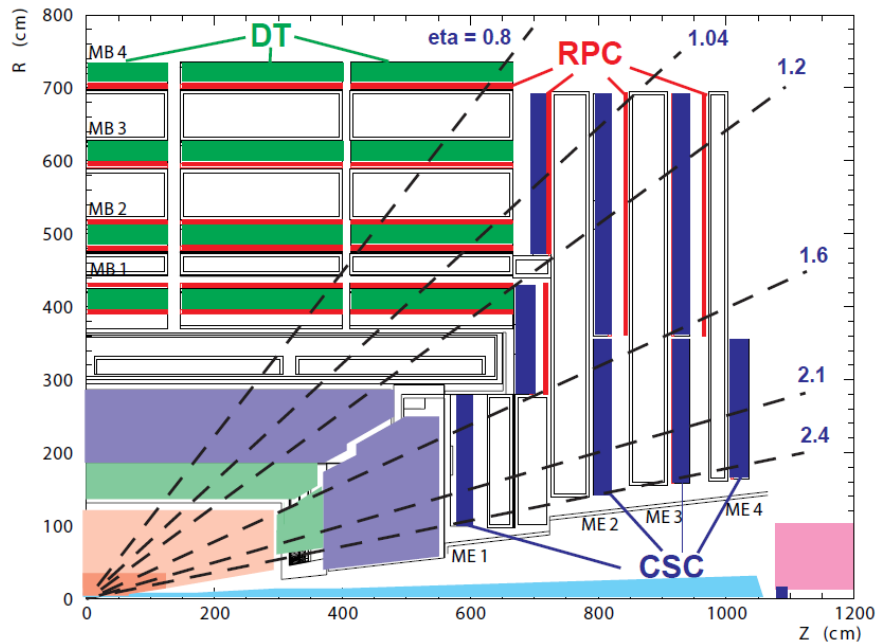 R (cm)
800
700
600
500
400
300
200
100
0
MB 4
MB 3
MB 2
MB 1
DT
eta = 0.8
1.04
RPC
1.2
1.6
2.1
2.4
ME 1
ME 2
ME 3
ME 4
CSC
0
200
400
600
800
1000
1200
Z (cm)